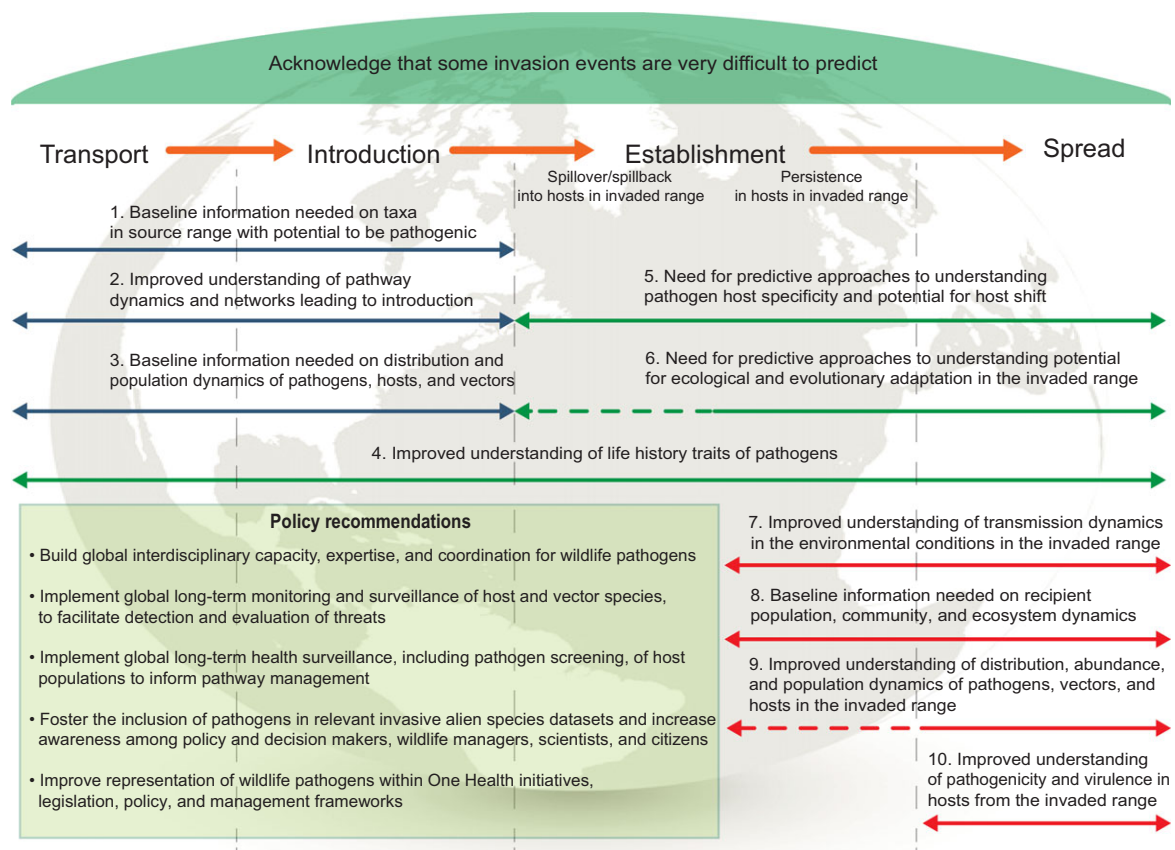 Acknowledge that some invasion events are very difficult to predict
Transport
Introduction
Establishment
Spread
Spillover/spillback
into hosts in invaded range
Persistence
in hosts in invaded range
1. Baseline information needed on taxa
in source range with potential to be pathogenic
2. Improved understanding of pathway
dynamics and networks leading to introduction
5. Need for predictive approaches to understanding
pathogen host specificity and potential for host shift
3. Baseline information needed on distribution and
population dynamics of pathogens, hosts, and vectors
6. Need for predictive approaches to understanding potential
for ecological and evolutionary adaptation in the invaded range
4. Improved understanding of life history traits of pathogens
Policy recommendations
• Build global interdisciplinary capacity, expertise, and coordination for wildlife pathogens
• Implement global long-term monitoring and surveillance of host and vector species,
to facilitate detection and evaluation of threats
• Implement global long-term health surveillance, including pathogen screening, of host
populations to inform pathway management
• Foster the inclusion of pathogens in relevant invasive alien species datasets and increase
awareness among policy and decision makers, wildlife managers, scientists, and citizens
• Improve representation of wildlife pathogens within One Health initiatives,
legislation, policy, and management frameworks
7. Improved understanding of transmission dynamics
in the environmental conditions in the invaded range
8. Baseline information needed on recipient
population, community, and ecosystem dynamics
9. Improved understanding of distribution, abundance,
and population dynamics of pathogens, vectors, and
hosts in the invaded range
10. Improved understanding
of pathogenicity and virulence in
hosts from the invaded range